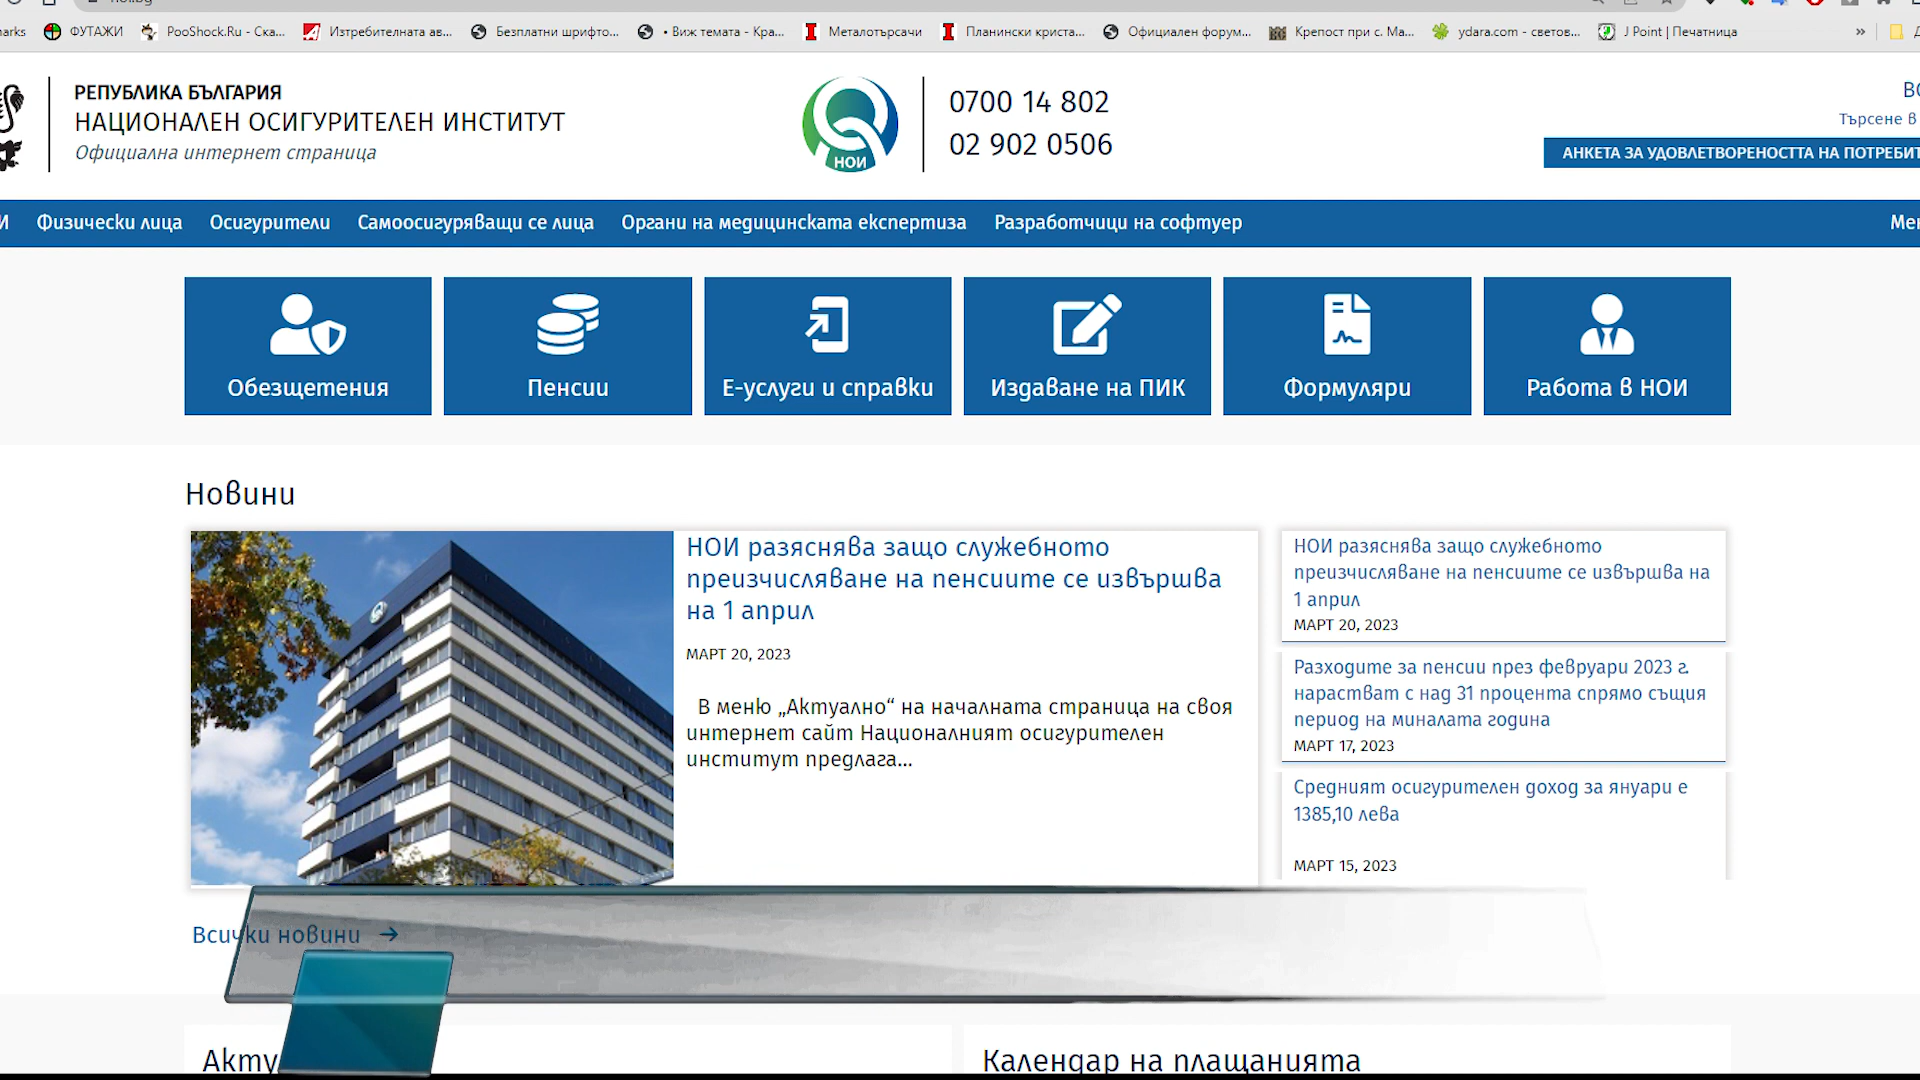 ФУТАЖИ
PooShock.Ru - Ска...
Изтребителната ав...
Безплатни шрифто...
• Виж темата - Кра...
Металотърсачи
Планински криста...
Официален форум...
Крепост при с. Ма...
ydara.com - светов...
J Point | Печатница
»
РЕПУБЛИКА БЪЛГАРИЯ
НАЦИОНАЛЕН ОСИГУРИТЕЛЕН ИНСТИТУТ
Официална интернет страница
НОИ
0700 14 802
02 902 0506
Търсене в
АНКЕТА ЗА УДОВЛЕТВОРЕНОСТТА НА ПОТРЕБИТ
Физически лица
Осигурители
Самоосигуряващи се лица
Органи на медицинската експертиза
Разработчици на софтуер
Обезщетения
Пенсии
Е-услуги и справки
Издаване на ПИК
Формуляри
Работа в НОИ
Новини
НОИ разяснява защо служебното
преизчисляване на пенсиите се извършва
на 1 април
МАРТ 20, 2023
В меню „Актуално“ на началната страница на своя
интернет сайт Националният осигурителен
институт предлага...
НОИ разяснява защо служебното
преизчисляване на пенсиите се извършва на
1 април
МАРТ 20, 2023
Разходите за пенсии през февруари 2023 г.
нарастват с над 31 процента спрямо същия
период на миналата година
МАРТ 17, 2023
Средният осигурителен доход за януари е
1385,10 лева
МАРТ 15, 2023
Всички новини →
Акту
Календар на плащанията